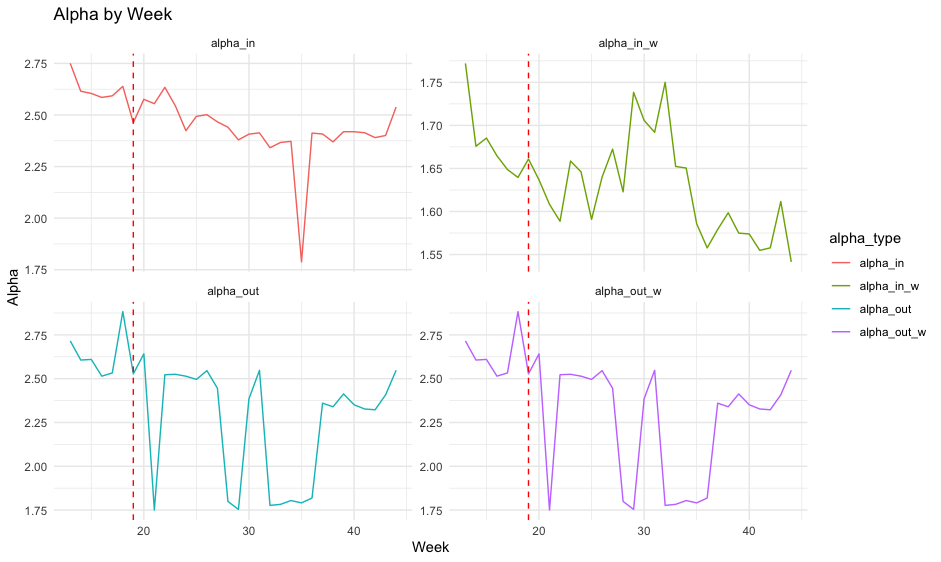 Alpha by Week
alpha_in
alpha_in_w
2.75
2.50
2.25
2.00
1.75
1.75
1.70
1.65
1.60
1.55
alpha_out
alpha_out_w
2.75
2.50
2.25
2.00
1.75
2.75
2.50
2.25
2.00
1.75
20
30
40
20
30
40
Week
Alpha
alpha_type
alpha_in
alpha_in_w
alpha_out
alpha_out_w